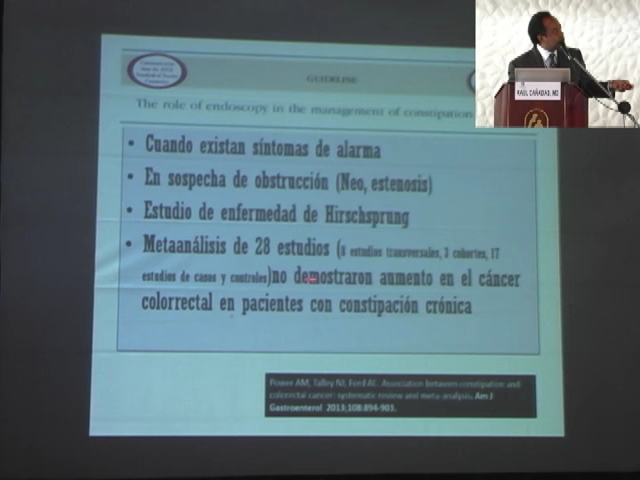 GUIDELINE
The role of endoscopy in the management of constipation
• Cuando existan síntomas de alarma
• En sospecha de obstrucción (Neo, estenosis)
• Estudio de enfermedad de Hirschsprung
• Metaanálisis de 28 estudios (8 estudios transversales, 3 cohortes, 17
estudios de casos y controles)no demostraron aumento en el cáncer
colorrectal en pacientes con constipación crónica
Power AM, Talley NJ, Ford AC. Association between constipation and
colorectal cancer: systematic review and meta-analysis. Am J
Gastroenterol 2013;108:894-903.
RAUL CAÑADAS, MD